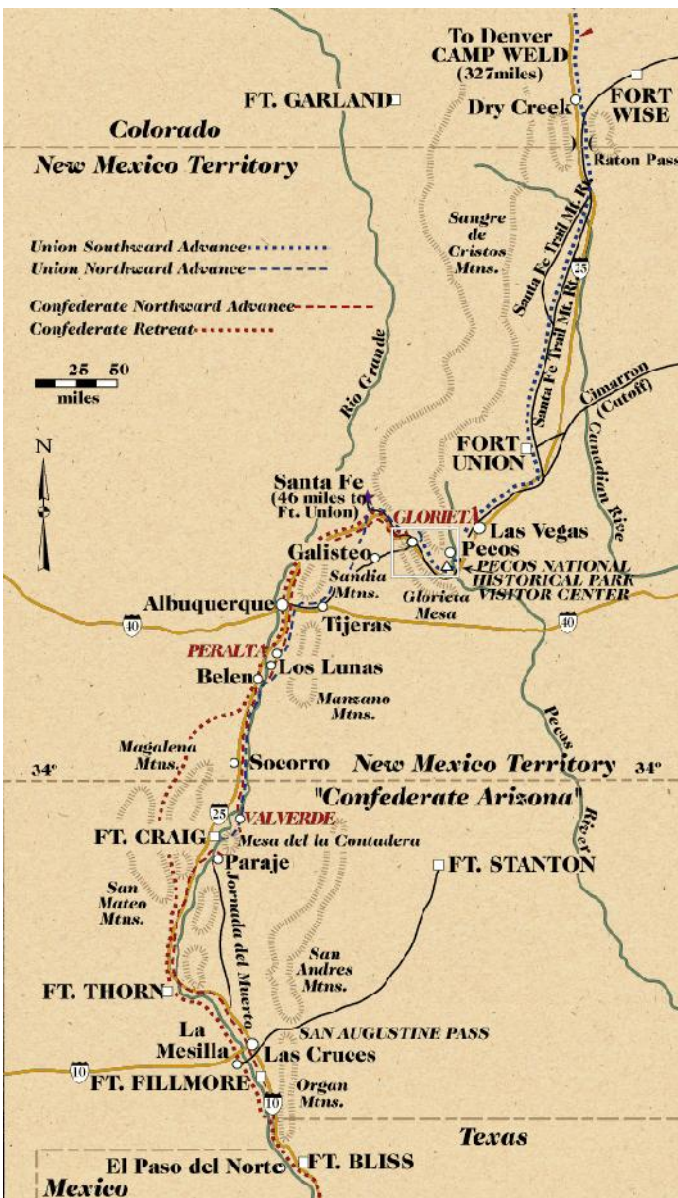 To Denver
CAMP WELD
(327miles)
FT. GARLAND
Dry Creek
FORT
WISE
Colorado
New Mexico Territory
Raton Pass
Sangre
de
Cristos
Mtns.
Santa Fe Trail Mt. Rt.
Santa Fe Trail Mt. Rt.
25
Union Southward Advance
Union Northward Advance
Confederate Northward Advance
Confederate Retreat
25 50
miles
N
Rio Grande
Cimarron
(Cutoff)
FORT
UNION
Canadian Rive
Santa Fe
(46 miles to
Ft. Union)
GLORIETA
Las Vegas
Galisteo
Pecos
PECOS NATIONAL
HISTORICAL PARK
VISITOR CENTER
Sandia
Mtns.
Glorieta
Mesa
Albuquerque
Tijeras
40
40
PERALTA
Los Lunas
Belen
Manzano
Mtns.
Pecos River
Magalena
Mtns.
Socorro
34º
New Mexico Territory
34º
"Confederate Arizona"
25
VALVERDE
FT. CRAIG
Mesa del la Contadera
Paraje
FT. STANTON
San
Mateo
Mtns.
Jornada del Muerto
San
Andres
Mtns.
FT. THORN
La
Mesilla
SAN AUGUSTINE PASS
Las Cruces
10
FT. FILLMORE
Organ
Mtns.
10
Texas
El Paso del Norte
FT. BLISS
Mexico